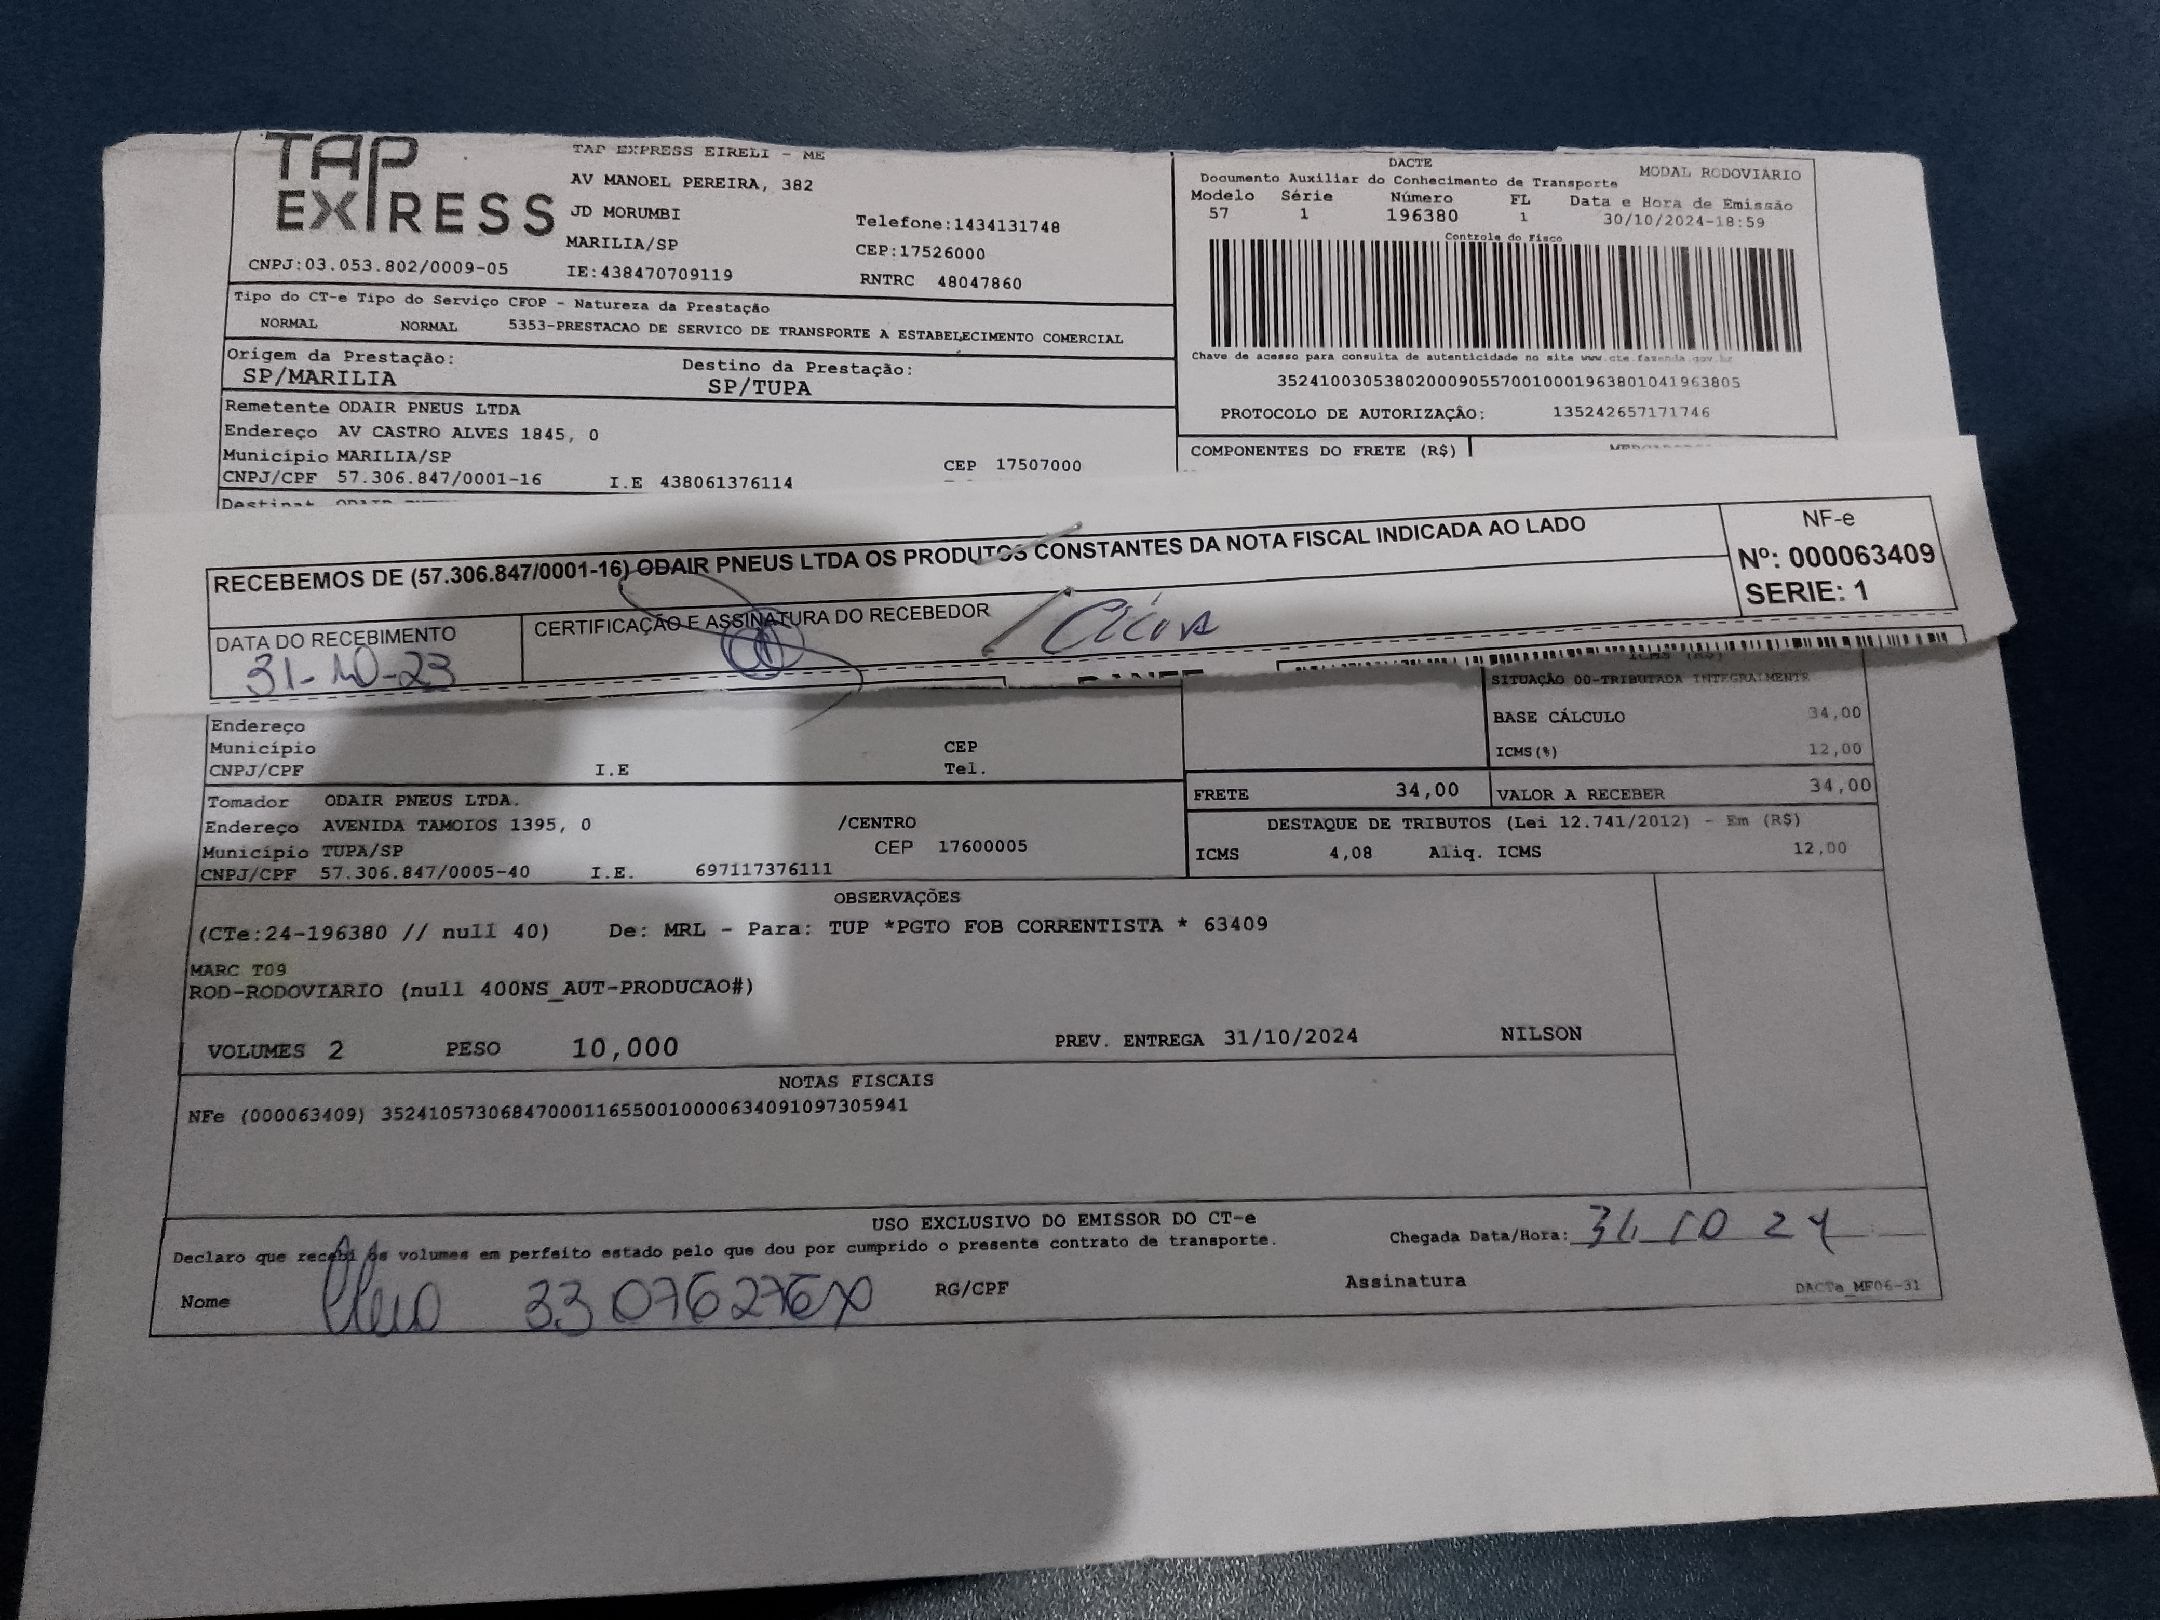 TAP EXPRESS
TAP EXPRESS EIRELI - ME
AV MANOEL PEREIRA, 382
JD MORUMBI
MARILIA/SP
Telefone:1434131748
CEP:17526000
CNPJ:03.053.802/0009-05
IE:438470709119
RNTRC 48047860
DACTE
MODAL RODOVIÁRIO
Documento Auxiliar do Conhecimento de Transporte
Modelo Série Número FL Data e Hora de Emissão
57 1 196380 1 30/10/2024-18:59
Controle do Fisco
Chave de acesso para consulta de autenticidade no site www.cte.fazenda.gov.br
35241003053802000905570010001963801041963805
PROTOCOLO DE AUTORIZAÇÃO: 135242657171746
Tipo do CT-e Tipo do Serviço CFOP - Natureza da Prestação
NORMAL NORMAL 5353-PRESTACAO DE SERVICO DE TRANSPORTE A ESTABELECIMENTO COMERCIAL
Origem da Prestação: Destino da Prestação:
SP/MARILIA SP/TUPA
Remetente ODAIR PNEUS LTDA
Endereço AV CASTRO ALVES 1845, 0
Município MARILIA/SP CEP 17507000
CNPJ/CPF 57.306.847/0001-16 I.E 438061376114
COMPONENTES DO FRETE (R$)
RECEBEMOS DE (57.306.847/0001-16) ODAIR PNEUS LTDA OS PRODUTOS CONSTANTES DA NOTA FISCAL INDICADA AO LADO
NF-e
Nº: 000063409
SERIE: 1
DATA DO RECEBIMENTO
31-10-23
CERTIFICAÇÃO E ASSINATURA DO RECEBEDOR
SITUAÇÃO 00-TRIBUTADA INTEGRALMENTE
BASE CÁLCULO 34,00
ICMS(%) 12,00
Endereço
Município CEP
CNPJ/CPF I.E Tel.
FRETE 34,00 VALOR A RECEBER 34,00
Tomador ODAIR PNEUS LTDA.
Endereço AVENIDA TAMOIOS 1395, 0 /CENTRO
Município TUPA/SP CEP 17600005
CNPJ/CPF 57.306.847/0005-40 I.E. 697117376111
DESTAQUE DE TRIBUTOS (Lei 12.741/2012) - Em (R$)
ICMS 4,08 Aliq. ICMS 12,00
OBSERVAÇÕES
(CTe:24-196380 // null 40) De: MRL - Para: TUP *PGTO FOB CORRENTISTA * 63409
MARC T09
ROD-RODOVIARIO (null 400NS_AUT-PRODUCAO#)
VOLUMES 2 PESO 10,000 PREV. ENTREGA 31/10/2024 NILSON
NOTAS FISCAIS
NFe (000063409) 35241057306847000116550010000634091097305941
USO EXCLUSIVO DO EMISSOR DO CT-e
Declaro que recebi os volumes em perfeito estado pelo que dou por cumprido o presente contrato de transporte.
Chegada Data/Hora: 31 10 24
Nome RG/CPF Assinatura
DACTe_MF06-31